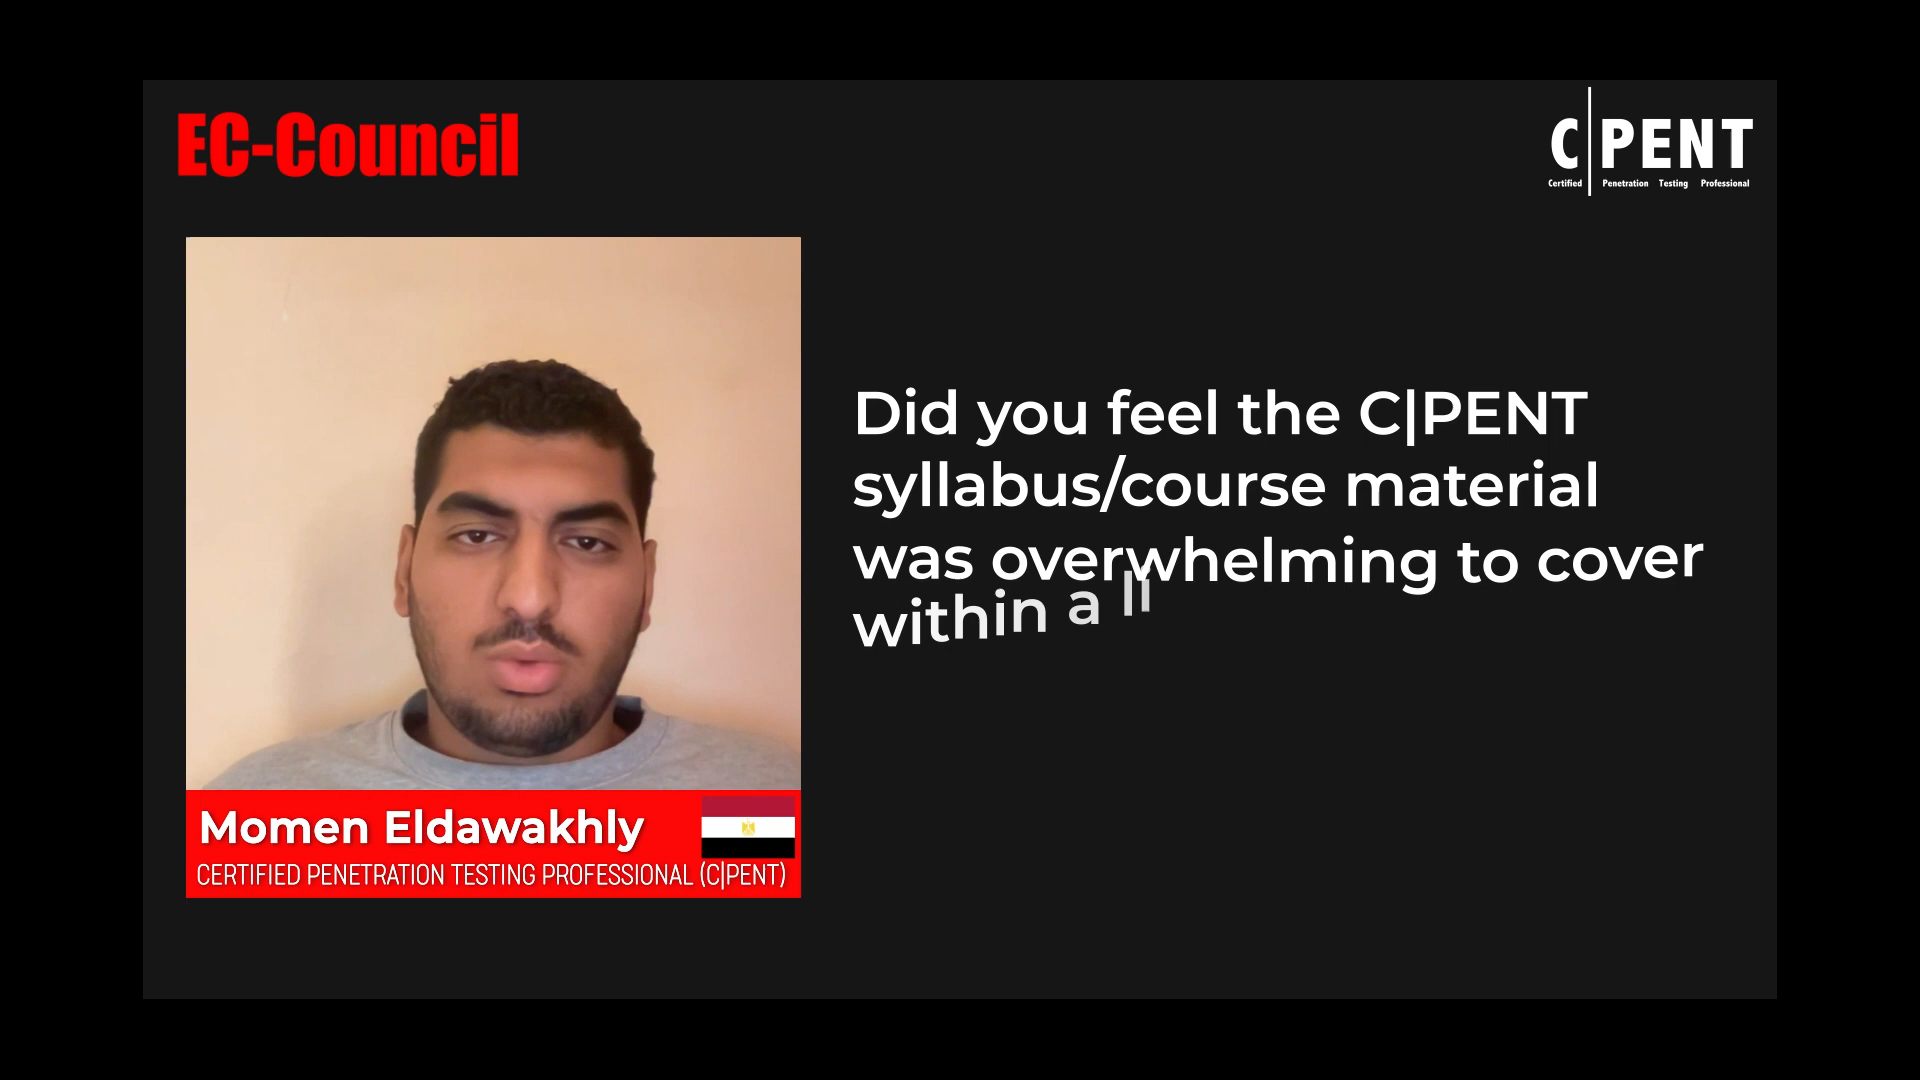 EC-Council
C|PENT
Certified Penetration Testing Professional
Did you feel the C|PENT
syllabus/course material
was overwhelming to cover
within a
Momen Eldawakhly
CERTIFIED PENETRATION TESTING PROFESSIONAL (C|PENT)